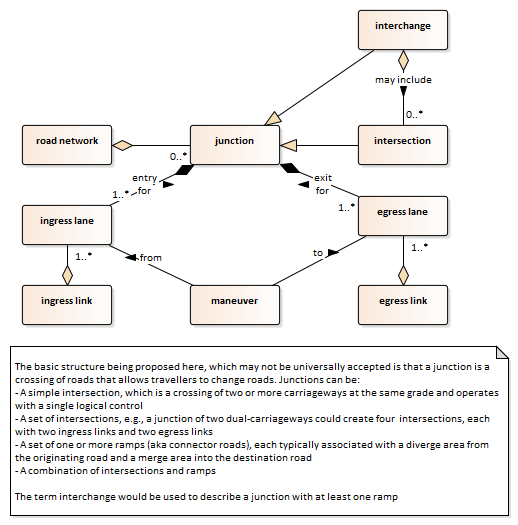 interchange
may include
0..*
road network
junction
intersection
0..*
entry
for
exit
for
1..*
1..*
ingress lane
egress lane
1..*
1..*
from
to
ingress link
maneuver
egress link
The basic structure being proposed here, which may not be universally accepted is that a junction is a
crossing of roads that allows travellers to change roads. Junctions can be:
- A simple intersection, which is a crossing of two or more carriageways at the same grade and operates
with a single logical control
- A set of intersections, e.g., a junction of two dual-carriageways could create four intersections, each
with two ingress links and two egress links
- A set of one or more ramps (aka connector roads), each typically associated with a diverge area from
the originating road and a merge area into the destination road
- A combination of intersections and ramps
The term interchange would be used to describe a junction with at least one ramp